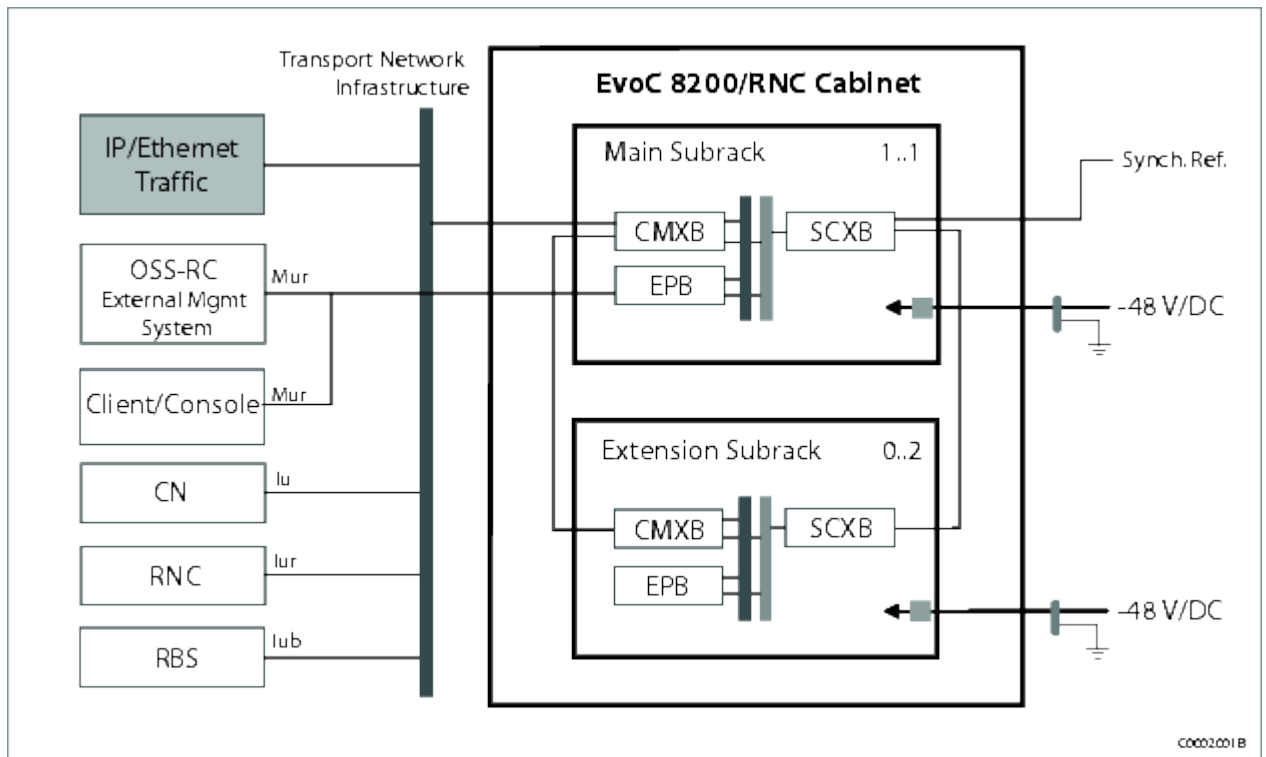 Transport Network
Infrastructure
EvoC 8200/RNC Cabinet
IP/Ethernet
Traffic
Main Subrack 1..1
Synch. Ref.
CMXB
SCXB
OSS-RC
External Mgmt
System
Mur
EPB
-48 V/DC
Client/Console
Mur
Extension Subrack 0..2
CN
Iu
CMXB
SCXB
RNC
Iur
EPB
-48 V/DC
RBS
Iub
C0002001B